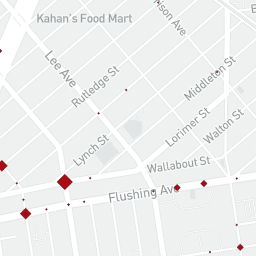 Kahan's Food Mart
Lee Ave
Rutledge St
Middleton St
Lynch St
Lorimer St
Walton St
Wallabout St
Flushing Ave